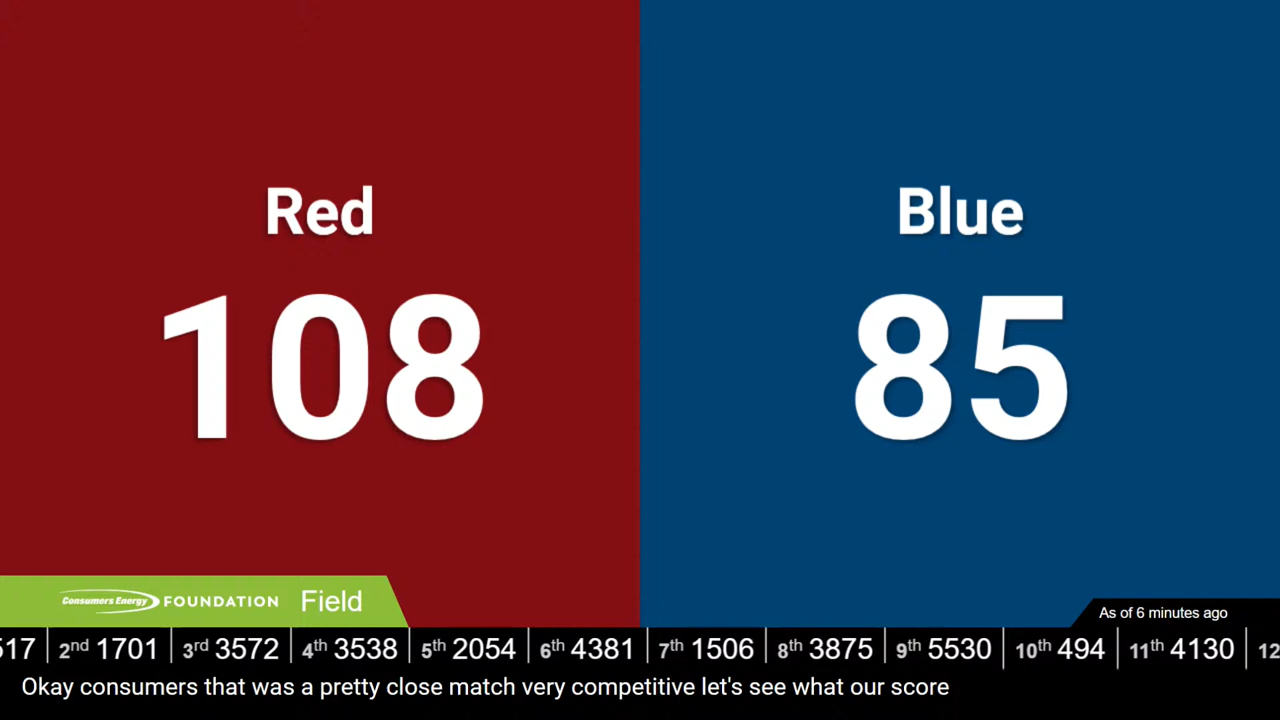 Red
Blue
108
85
Consumers Energy FOUNDATION Field
As of 6 minutes ago
517 2nd 1701 3rd 3572 4th 3538 5th 2054 6th 4381 7th 1506 8th 3875 9th 5530 10th 494 11th 4130 12
Okay consumers that was a pretty close match very competitive let's see what our score